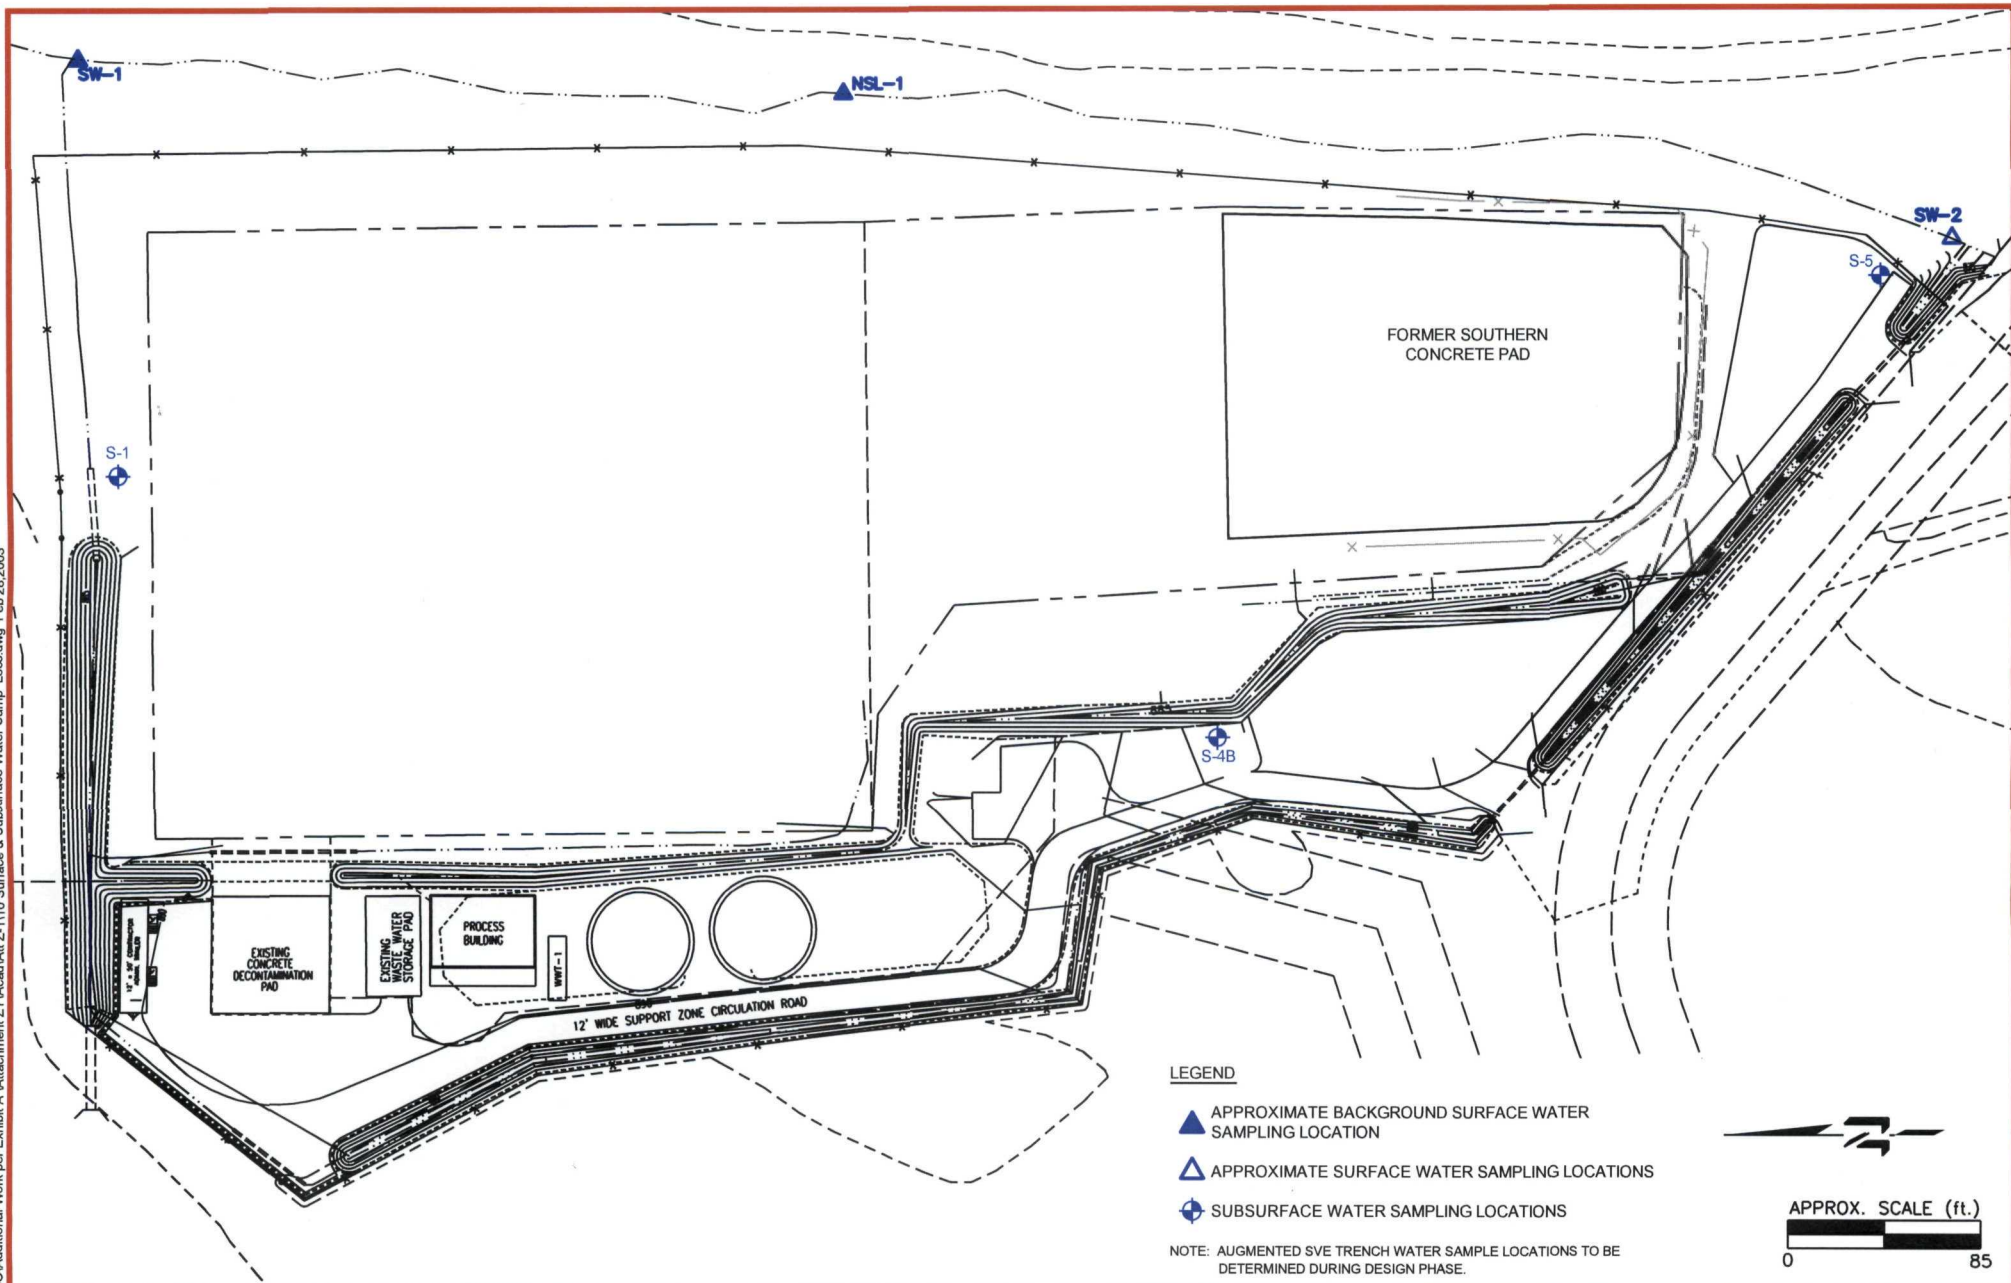 SW-1
NSL-1
SW-2
S-5
FORMER SOUTHERN
CONCRETE PAD
S-1
S-4B
EXISTING
CONCRETE
DECONTAMINATION
PAD
EXISTING
WASTE WATER
STORAGE PAD
PROCESS
BUILDING
WWT-1
12' WIDE SUPPORT ZONE CIRCULATION ROAD
LEGEND
APPROXIMATE BACKGROUND SURFACE WATER
SAMPLING LOCATION
APPROXIMATE SURFACE WATER SAMPLING LOCATIONS
SUBSURFACE WATER SAMPLING LOCATIONS
NOTE: AUGMENTED SVE TRENCH WATER SAMPLE LOCATIONS TO BE
DETERMINED DURING DESIGN PHASE.
APPROX. SCALE (ft.)
0 85